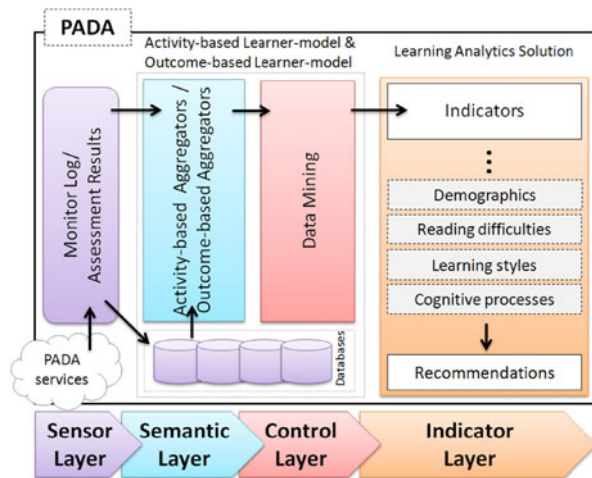 PADA
Activity-based Learner-model &
Outcome-based Learner-model
Learning Analytics Solution
Monitor Log/
Assessment Results
Activity-based Aggregators /
Outcome-based Aggregators
Data Mining
Indicators
Demographics
Reading difficulties
Learning styles
Cognitive processes
Recommendations
PADA
services
Databases
Sensor
Layer
Semantic
Layer
Control
Layer
Indicator
Layer